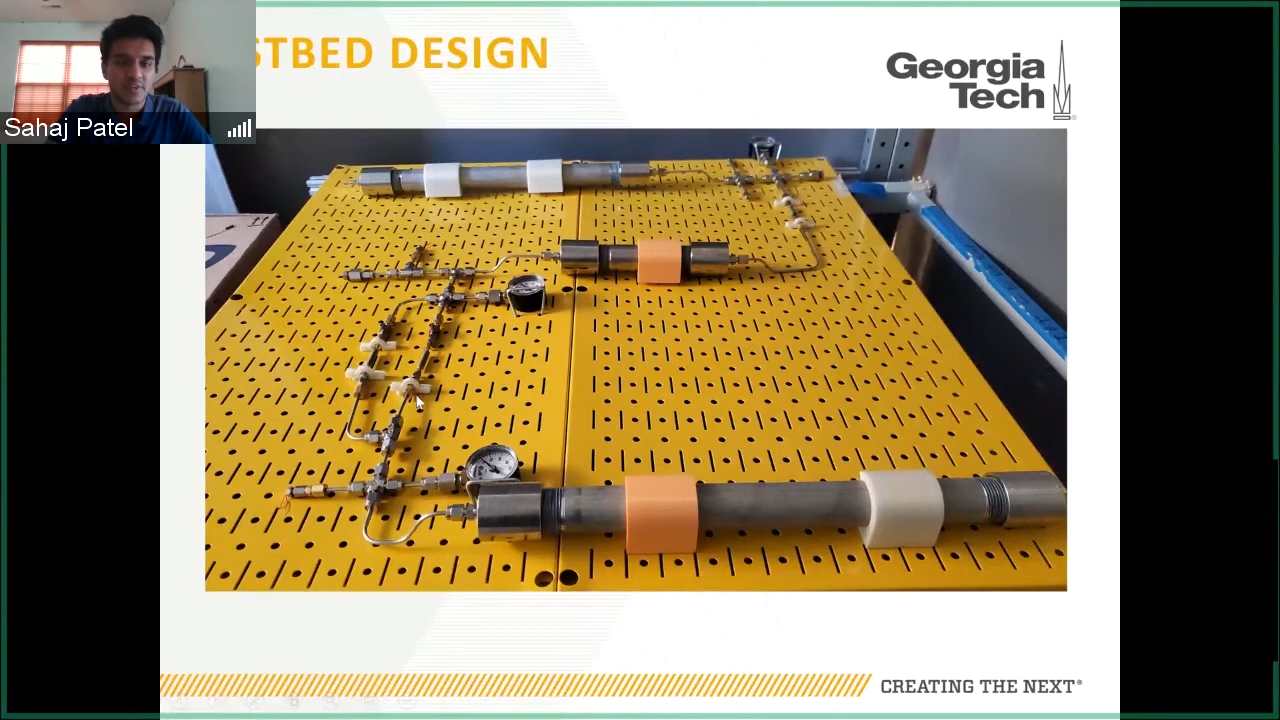 STBED DESIGN
Georgia
Tech
Sahaj Patel
CREATING THE NEXT®